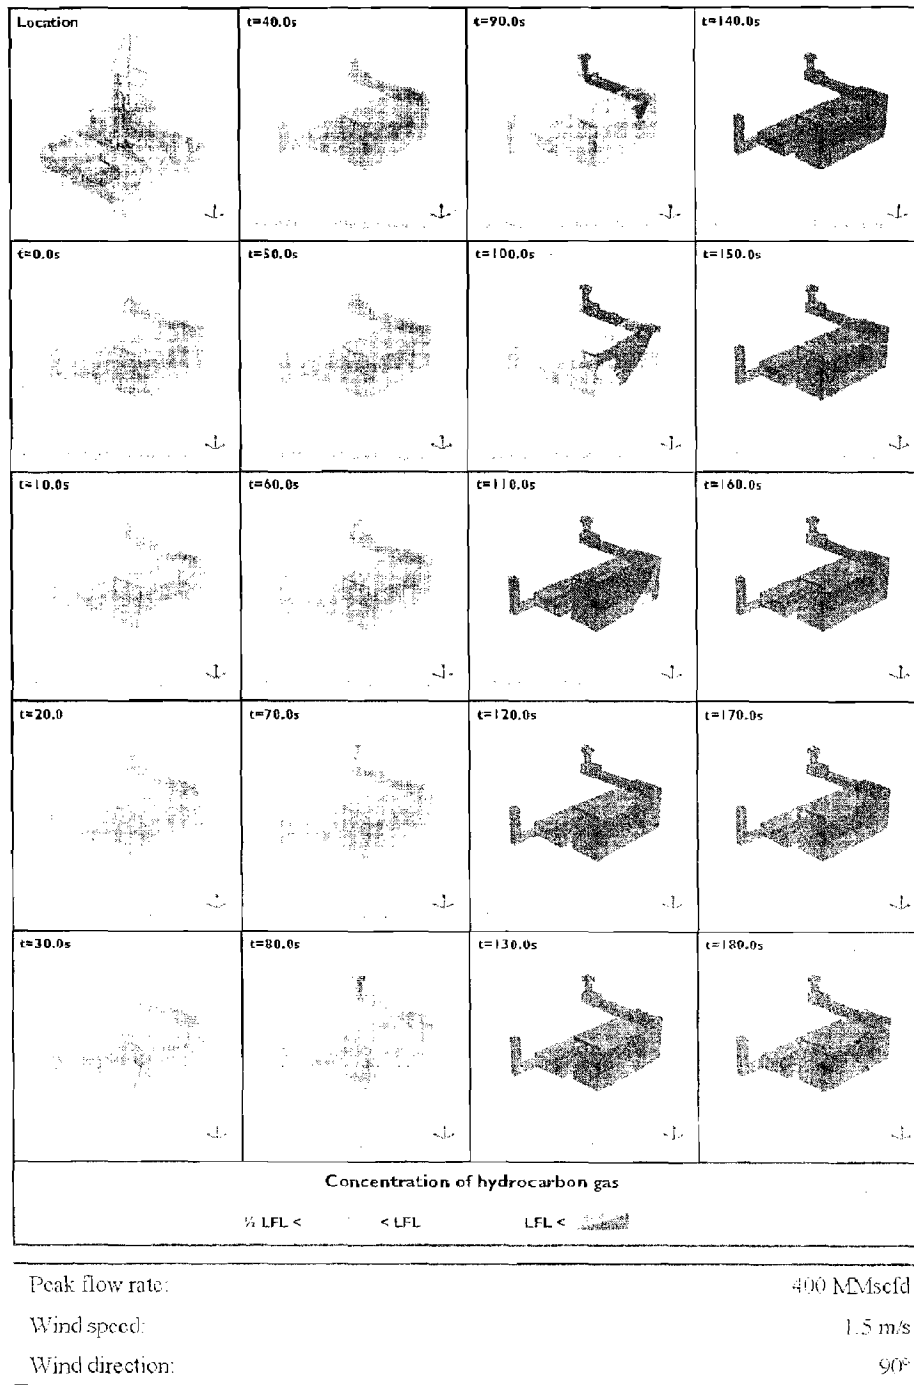 Location t=40.0s t=90.0s t=140.0s
t=0.0s t=50.0s t=100.0s t=150.0s
t=10.0s t=60.0s t=110.0s t=160.0s
t=20.0 t=70.0s t=120.0s t=170.0s
t=30.0s t=80.0s t=130.0s t=180.0s
Concentration of hydrocarbon gas
½ LFL < < LFL LFL <
Peak flow rate: 400 MMscfd
Wind speed: 1.5 m/s
Wind direction: 90°